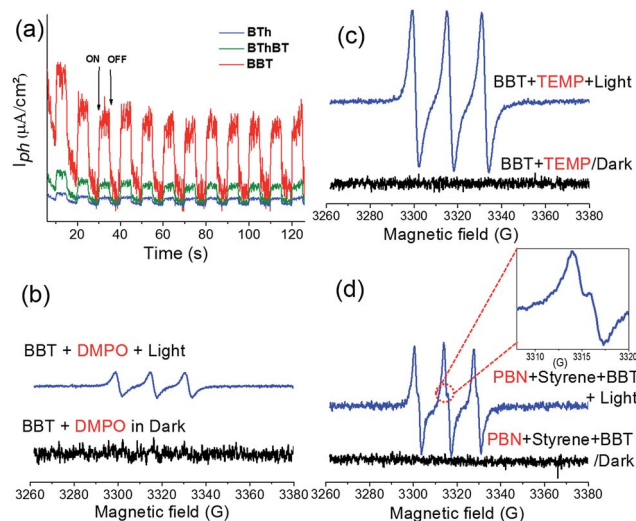 (a)
BTh
BThBT
BBT
ON OFF
Iph (μA/cm²)
0 20 40 60 80 100 120
Time (s)
(b)
BBT + DMPO + Light
BBT + DMPO in Dark
3260 3280 3300 3320 3340 3360 3380
Magnetic field (G)
(c)
BBT+TEMP+Light
BBT+TEMP/Dark
3260 3280 3300 3320 3340 3360 3380
Magnetic field (G)
(d)
3310 3315 3320
(G)
PBN+Styrene+BBT
+ Light
PBN+Styrene+BBT
/Dark
3260 3280 3300 3320 3340 3360 3380
Magnetic field (G)